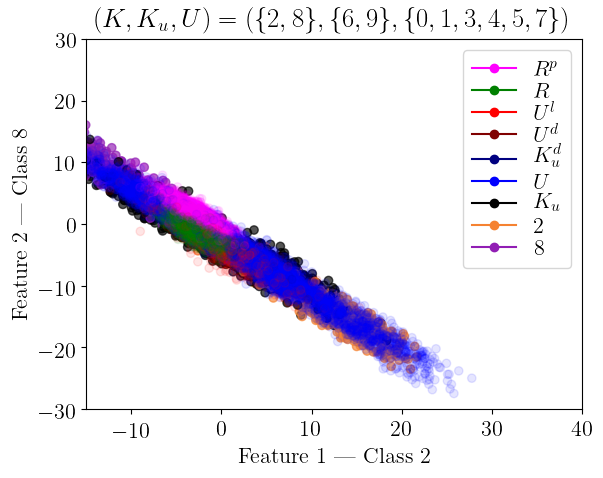 (K, K_u, U) = ({2, 8}, {6, 9}, {0, 1, 3, 4, 5, 7})
30
20
10
0
−10
−20
−30
Feature 2 — Class 8
R^p
R
U^l
U^d
K_u^d
U
K_u
2
8
−10 0 10 20 30 40
Feature 1 — Class 2